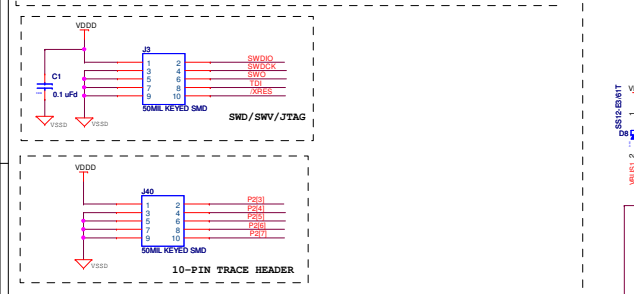 VDDD
J3
1 2 SWDIO
3 4 SWDCK
5 6 SWO
7 8 TDI
9 10 /XRES
C1
0.1 uFd
50MIL KEYED SMD
VSSD
VSSD
SWD/SWV/JTAG
SS12-E3/61T
D8
1
2
VBUS1
VDDD
J40
1 2 P2[3]
3 4 P2[4]
5 6 P2[5]
7 8 P2[6]
9 10 P2[7]
50MIL KEYED SMD
VSSD
10-PIN TRACE HEADER